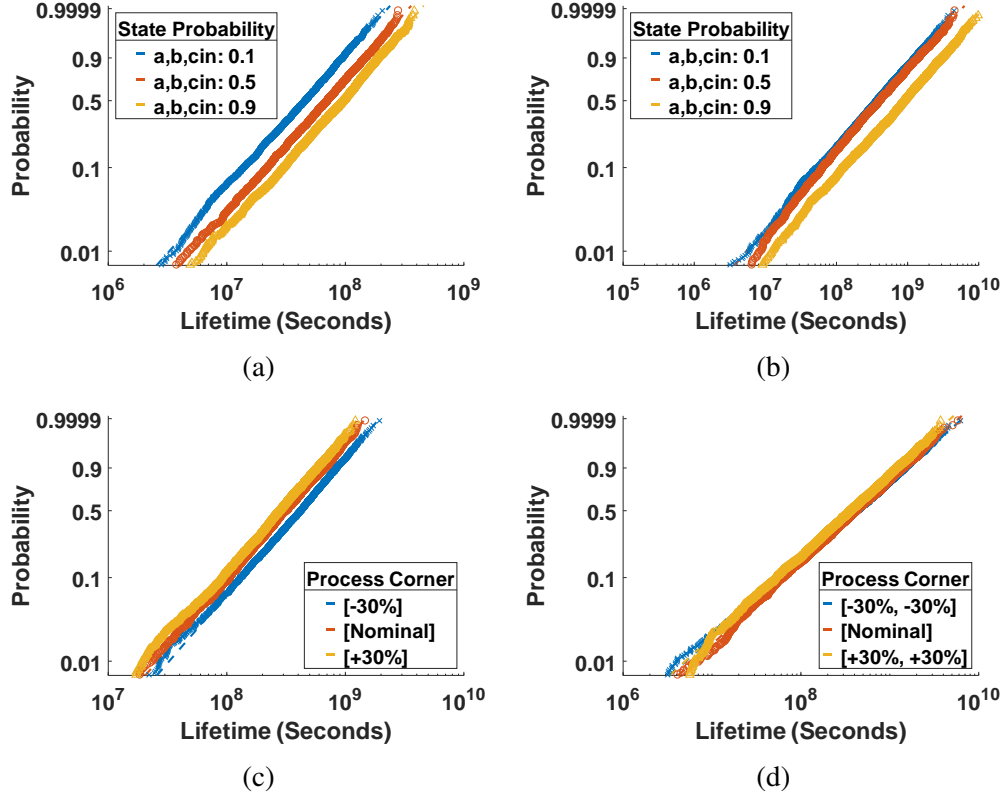 0.9999
0.9
0.5
0.1
0.01
Probability
State Probability
a,b,cin: 0.1
a,b,cin: 0.5
a,b,cin: 0.9
10^6 10^7 10^8 10^9
Lifetime (Seconds)
(a)
0.9999
0.9
0.5
0.1
0.01
Probability
State Probability
a,b,cin: 0.1
a,b,cin: 0.5
a,b,cin: 0.9
10^5 10^6 10^7 10^8 10^9 10^10
Lifetime (Seconds)
(b)
0.9999
0.9
0.5
0.1
0.01
Probability
Process Corner
[-30%]
[Nominal]
[+30%]
10^7 10^8 10^9 10^10
Lifetime (Seconds)
(c)
0.9999
0.9
0.5
0.1
0.01
Probability
Process Corner
[-30%, -30%]
[Nominal]
[+30%, +30%]
10^6 10^8 10^10
Lifetime (Seconds)
(d)